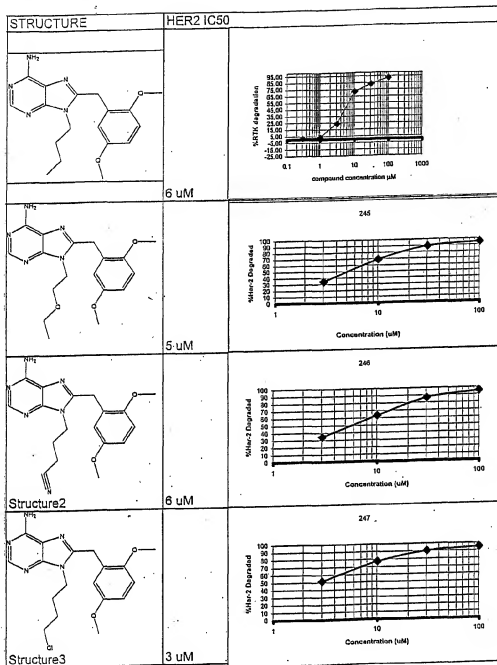 STRUCTURE HER2 IC50
NH₂
95.00
85.00
75.00
65.00
55.00
45.00
35.00
25.00
15.00
5.00
-5.00
-15.00
-25.00
%RTK degradation
0.1 1 10 100 1000
compound concentration µM
6 uM
NH₂
245
100
90
80
70
60
50
40
30
20
10
0
%Her-2 Degraded
1 10 100
Concentration (uM)
5 uM
NH₂
246
100
90
80
70
60
50
40
30
20
10
0
%Her-2 Degraded
1 10 100
Concentration (uM)
Structure2 6 uM
NH₂
247
100
90
80
70
60
50
40
30
20
10
0
%Her-2 Degraded
1 10 100
Concentration (uM)
Cl
Structure3 3 uM